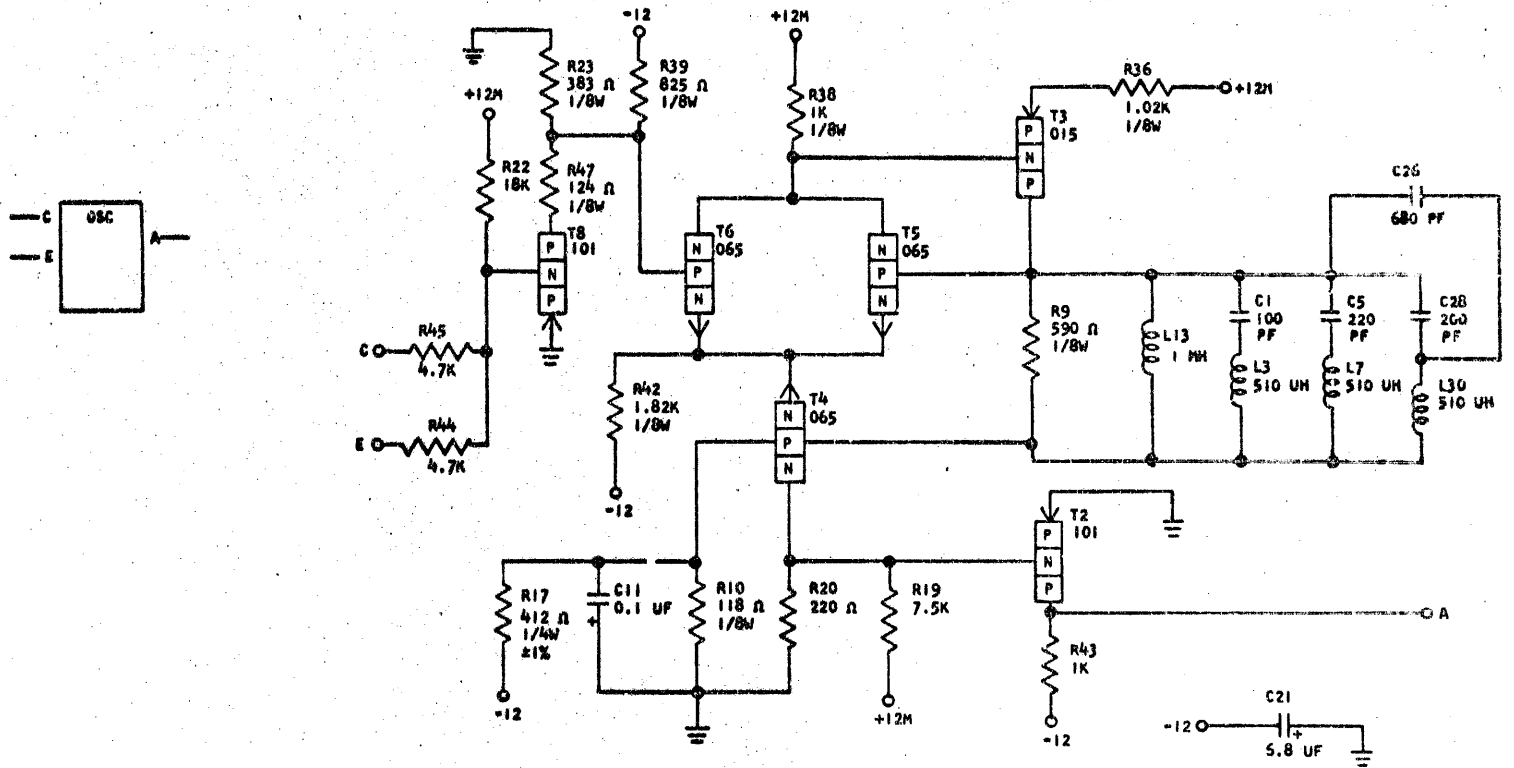 -12
+12M
R23
383 Ω
1/8W
R39
825 Ω
1/8W
+12M
R38
1K
1/8W
R36
1.02K
1/8W
+12M
T3
015
P
N
P
R22
18K
R47
124 Ω
1/8W
C26
680 PF
C
E
OSC
A
T8
101
P
N
P
T6
065
N
P
N
T5
065
N
P
N
R9
590 Ω
1/8W
L13
1 MH
C1
100
PF
L3
510 UH
C5
220
PF
L7
510 UH
C28
200
PF
L30
510 UH
C
R45
4.7K
E
R44
4.7K
R42
1.82K
1/8W
-12
T4
065
N
P
N
T2
101
P
N
P
R17
412 Ω
1/4W
±1%
-12
C11
0.1 UF
+
R10
118 Ω
1/8W
R20
220 Ω
R19
7.5K
+12M
A
R43
1K
-12
-12
C21
+
5.8 UF